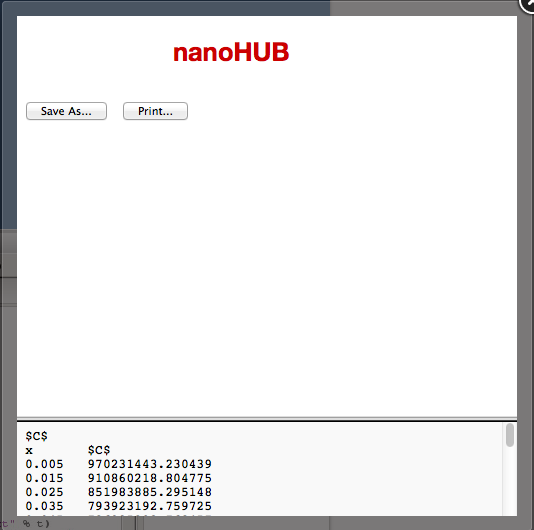 nanoHUB
Save As... Print...
$C$
x $C$
0.005 970231443.230439
0.015 910860218.804775
0.025 851983885.295148
0.035 793923192.759725
t" % t)